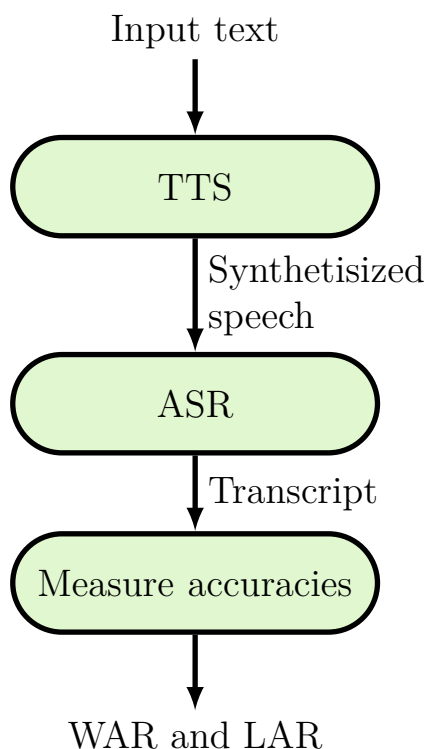 Input text
TTS
Synthetisized
speech
ASR
Transcript
Measure accuracies
WAR and LAR